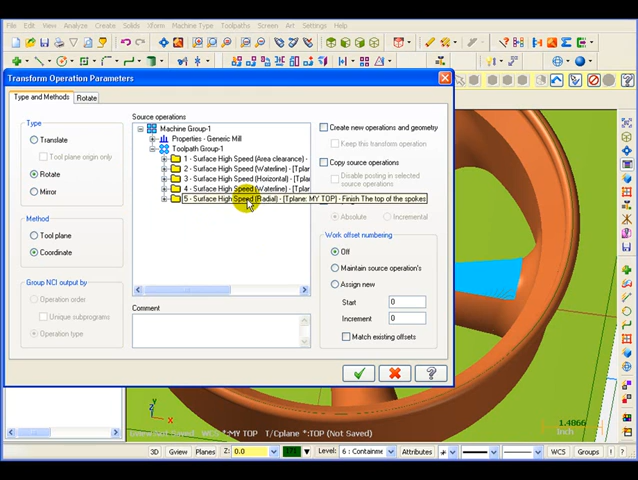 File Edit View Analyze Create Solids Xform Machine Type Toolpaths Screen Art Settings Help
Transform Operation Parameters
Type and Methods Rotate
Type
Translate
Tool plane origin only
Rotate
Mirror
Method
Tool plane
Coordinate
Group NCI output by
Operation order
Unique subprograms
Operation type
Source operations
Machine Group-1
Properties - Generic Mill
Toolpath Group-1
1 - Surface High Speed (Area clearance) -
2 - Surface High Speed (Waterline) - [Tplane
3 - Surface High Speed (Horizontal) - [Tplane
4 - Surface High Speed (Waterline) - [Tplane
5 - Surface High Speed (Radial) - [Tplane: MY TOP] - Finish The top of the spokes
Comment
Create new operations and geometry
Keep this transform operation
Copy source operations
Disable posting in selected
source operations
Absolute Incremental
Work offset numbering
Off
Maintain source operation's
Assign new
Start 0
Increment 0
Match existing offsets
Y
X
Gview:Not Saved: WCS *:MY TOP T/Cplane *:TOP (Not Saved)
1.4866
Inch
3D Gview Planes Z: 0.0 Level: 6 : Containme Attributes WCS Groups